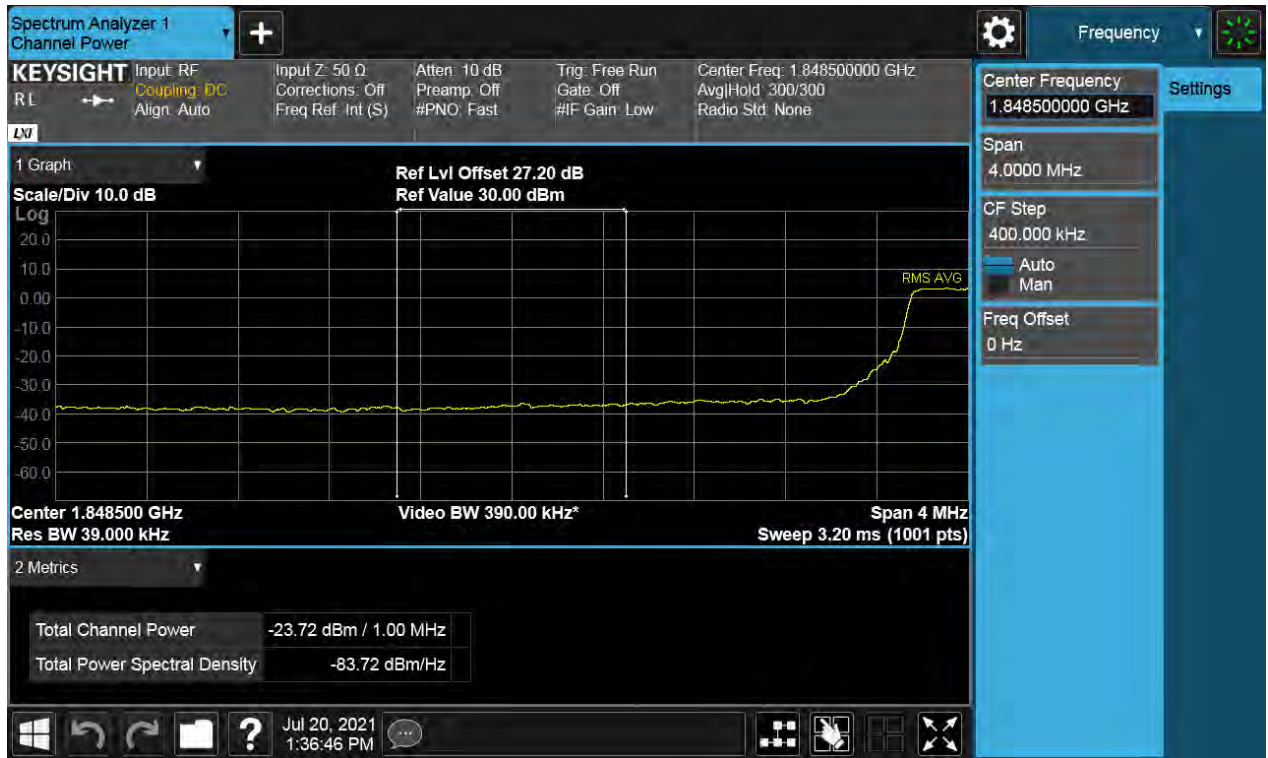 Spectrum Analyzer 1
Channel Power
+
Frequency
KEYSIGHT
RL
LXI
Input: RF
Coupling: DC
Align: Auto
Input Z: 50 Ω
Corrections: Off
Freq Ref: Int (S)
Atten: 10 dB
Preamp: Off
#PNO: Fast
Trig: Free Run
Gate: Off
#IF Gain: Low
Center Freq: 1.848500000 GHz
Avg|Hold: 300/300
Radio Std: None
Center Frequency
1.848500000 GHz
Settings
Span
4.0000 MHz
CF Step
400.000 kHz
Auto
Man
Freq Offset
0 Hz
1 Graph
Scale/Div 10.0 dB
Ref Lvl Offset 27.20 dB
Ref Value 30.00 dBm
Log
20.0
10.0
0.00
-10.0
-20.0
-30.0
-40.0
-50.0
-60.0
RMS AVG
Center 1.848500 GHz
Res BW 39.000 kHz
Video BW 390.00 kHz*
Span 4 MHz
Sweep 3.20 ms (1001 pts)
2 Metrics
Total Channel Power -23.72 dBm / 1.00 MHz
Total Power Spectral Density -83.72 dBm/Hz
?
Jul 20, 2021
1:36:46 PM